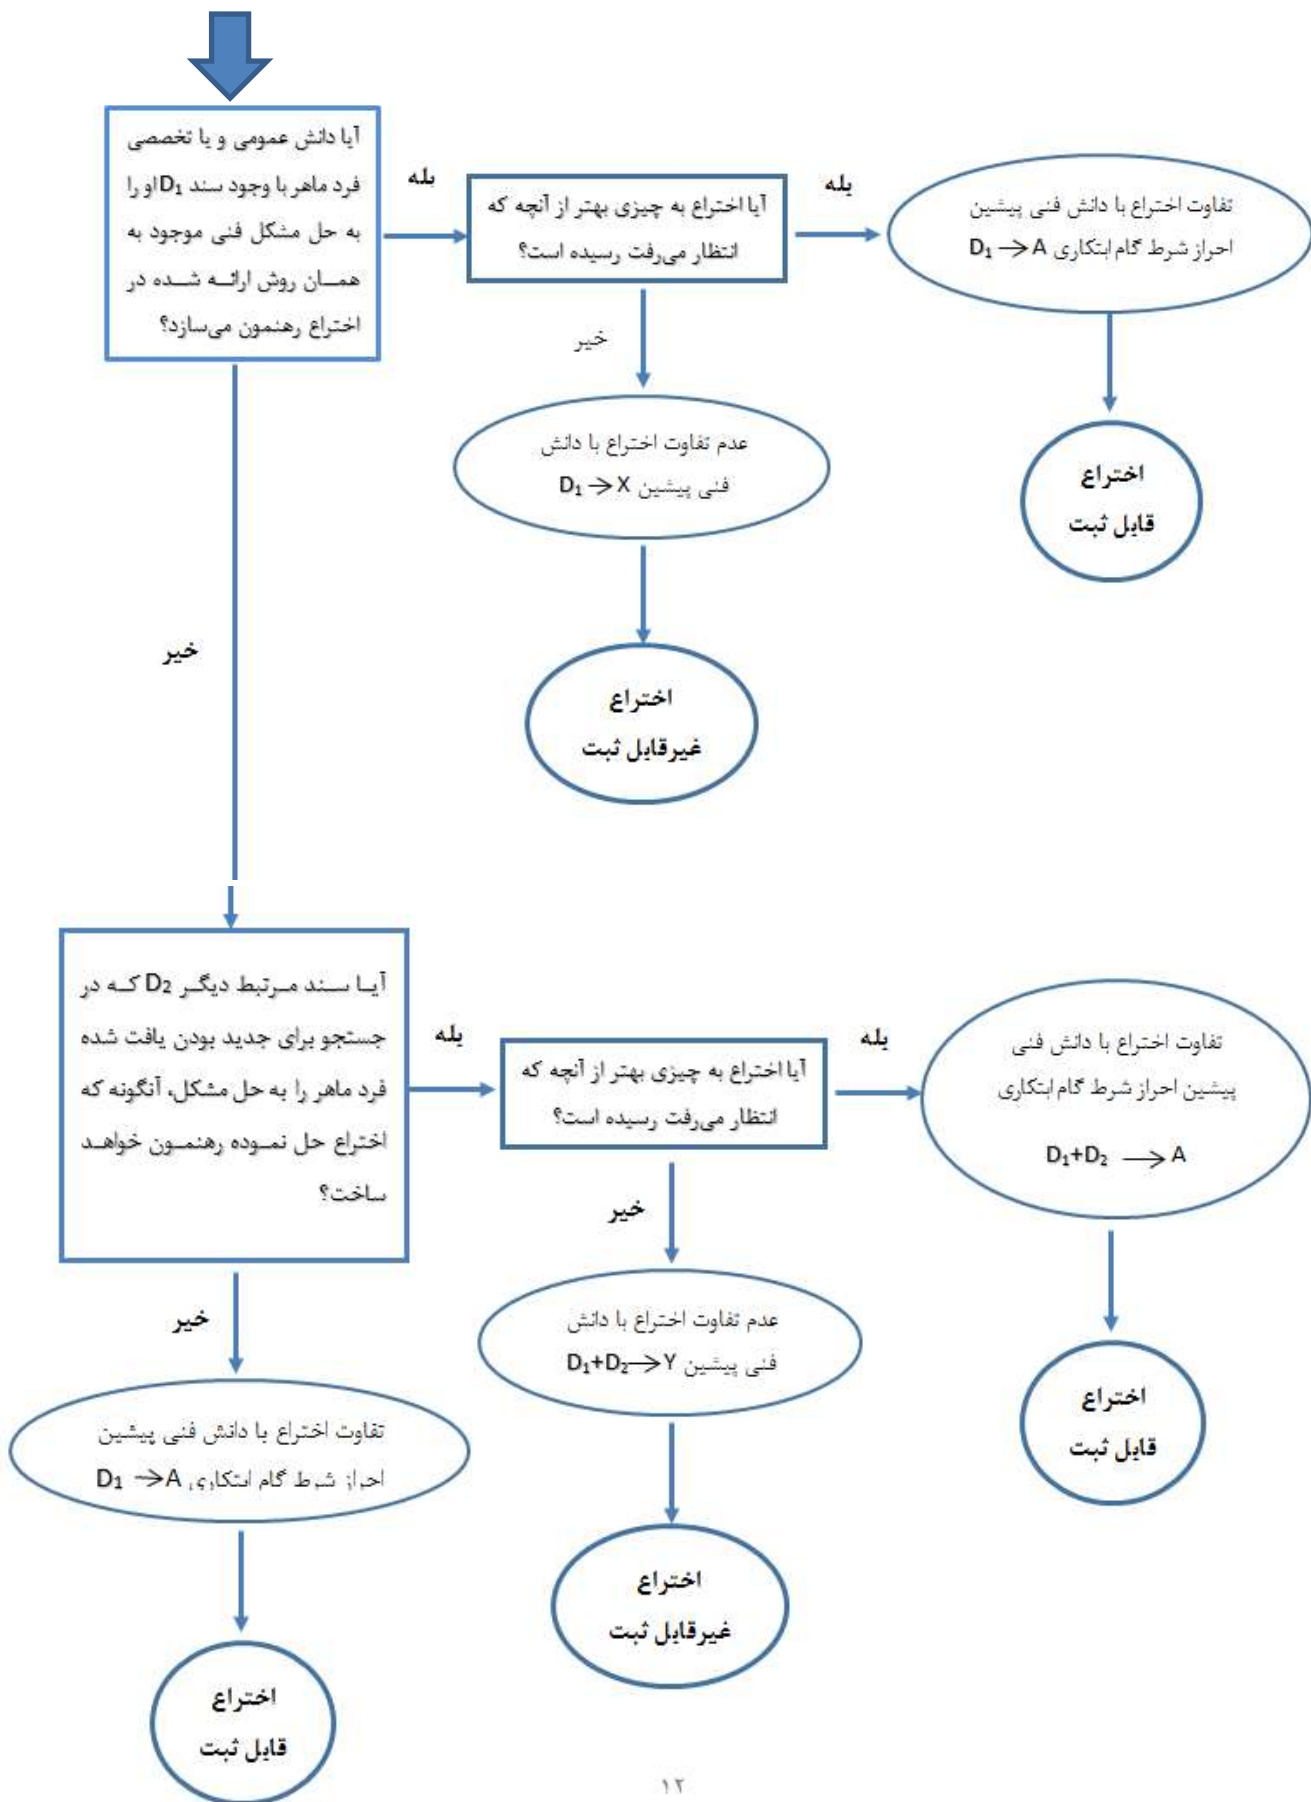 آیا دانش عمومی و یا تخصصی
فرد ماهر با وجود سند D₁ او را
به حل مشکل فنی موجود به
همان روش ارائه شده در
اختراع رهنمون می‌سازد؟
بله
آیا اختراع به چیزی بهتر از آنچه که
انتظار می‌رفت رسیده است؟
بله
تفاوت اختراع با دانش فنی پیشین
احراز شرط گام ابتکاری D₁ → A
خیر
عدم تفاوت اختراع با دانش
فنی پیشین D₁ → X
اختراع
قابل ثبت
اختراع
غیرقابل ثبت
خیر
آیا سند مرتبط دیگر D₂ که در
جستجو برای جدید بودن یافت شده
فرد ماهر را به حل مشکل، آنگونه که
اختراع حل نموده رهنمون خواهد
ساخت؟
بله
آیا اختراع به چیزی بهتر از آنچه که
انتظار می‌رفت رسیده است؟
بله
تفاوت اختراع با دانش فنی
پیشین احراز شرط گام ابتکاری
D₁+D₂ → A
خیر
عدم تفاوت اختراع با دانش
فنی پیشین D₁+D₂ → Y
خیر
تفاوت اختراع با دانش فنی پیشین
احراز شرط گام ابتکاری D₁ → A
اختراع
قابل ثبت
اختراع
غیرقابل ثبت
اختراع
قابل ثبت
۱۲